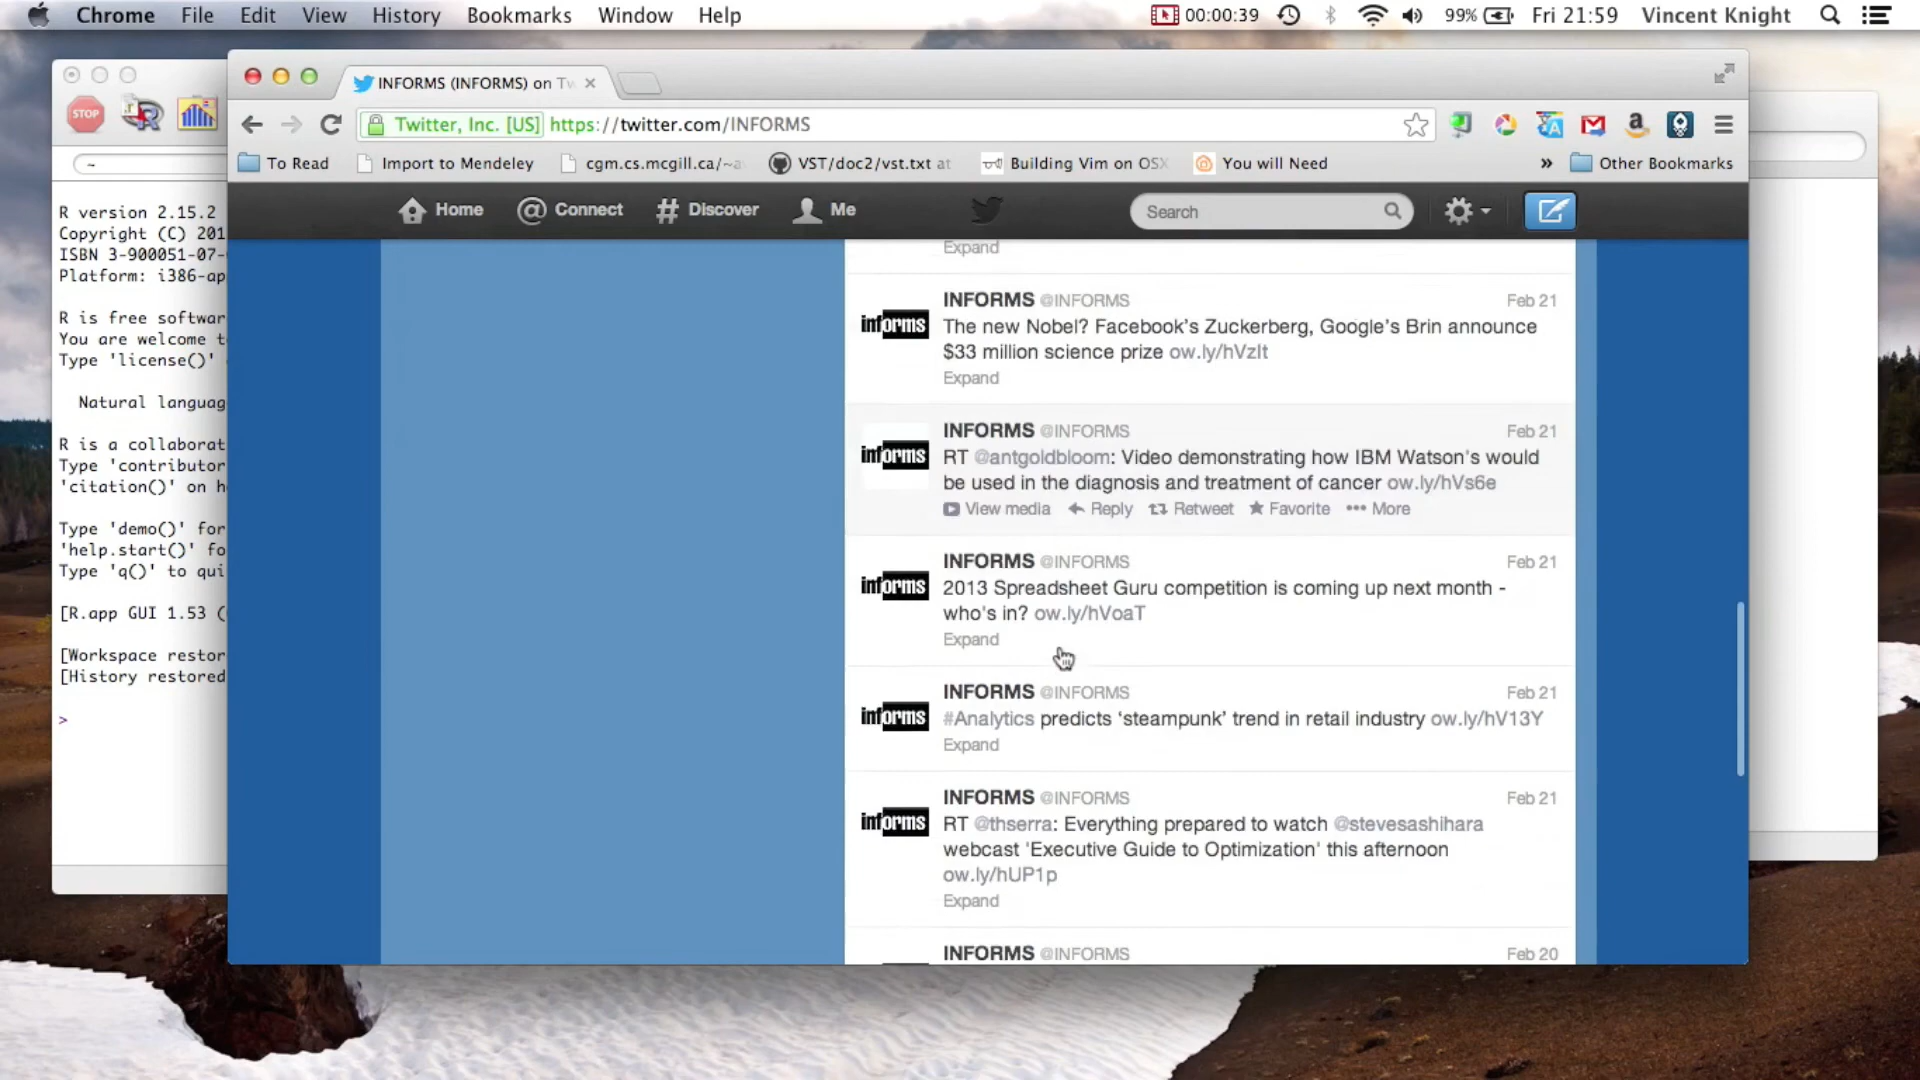 Chrome File Edit View History Bookmarks Window Help 00:00:39 99% Fri 21:59 Vincent Knight
INFORMS (INFORMS) on Tw
STOP
Twitter, Inc. [US] https://twitter.com/INFORMS
~
To Read Import to Mendeley cgm.cs.mcgill.ca/~a VST/doc2/vst.txt at Building Vim on OSX You will Need » Other Bookmarks
Home Connect Discover Me Search
R version 2.15.2
Copyright (C) 201
ISBN 3-900051-07-
Platform: i386-ap
R is free softwar
You are welcome t
Type 'license()'
Natural languag
R is a collaborat
Type 'contributor
'citation()' on h
Type 'demo()' for
'help.start()' fo
Type 'q()' to qui
[R.app GUI 1.53 (
[Workspace restor
[History restored
>
Expand
informs
INFORMS @INFORMS Feb 21
The new Nobel? Facebook’s Zuckerberg, Google’s Brin announce
$33 million science prize ow.ly/hVzIt
Expand
informs
INFORMS @INFORMS Feb 21
RT @antgoldbloom: Video demonstrating how IBM Watson's would
be used in the diagnosis and treatment of cancer ow.ly/hVs6e
View media Reply Retweet Favorite More
informs
INFORMS @INFORMS Feb 21
2013 Spreadsheet Guru competition is coming up next month -
who's in? ow.ly/hVoaT
Expand
informs
INFORMS @INFORMS Feb 21
#Analytics predicts ‘steampunk’ trend in retail industry ow.ly/hV13Y
Expand
informs
INFORMS @INFORMS Feb 21
RT @thserra: Everything prepared to watch @stevesashihara
webcast 'Executive Guide to Optimization' this afternoon
ow.ly/hUP1p
Expand
INFORMS @INFORMS Feb 20